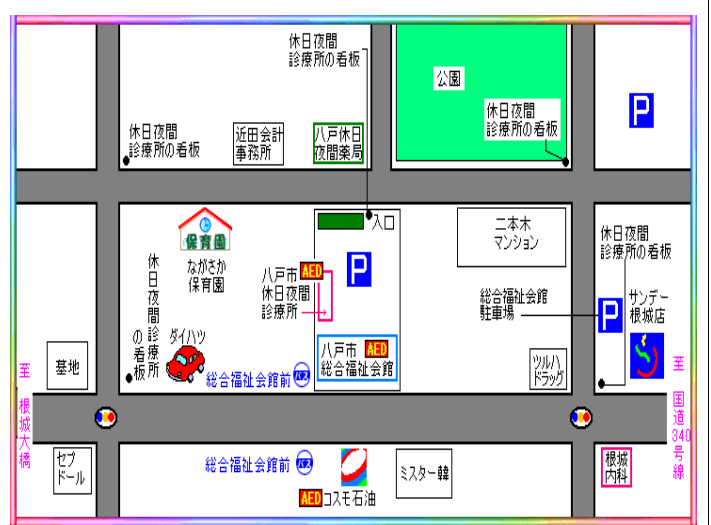 休日夜間
診療所の看板
公園
P
休日夜間
診療所の看板
休日夜間
診療所の看板
近田会計
事務所
八戸休日
夜間薬局
入口
二本木
マンション
休日夜間
診療所の看板
保育園
ながさか
保育園
休日夜間診療所
の看板
八戸市 AED
休日夜間
診療所
P
総合福祉会館
駐車場
P
サンデー
根城店
ダイハツ
八戸市 AED
総合福祉会館
ツルハ
ドラッグ
墓地
総合福祉会館前 バス
至 根城大橋
至 国道340号線
セブ
ドール
総合福祉会館前 バス
AED コスモ石油
ミスター韓
根城
内科